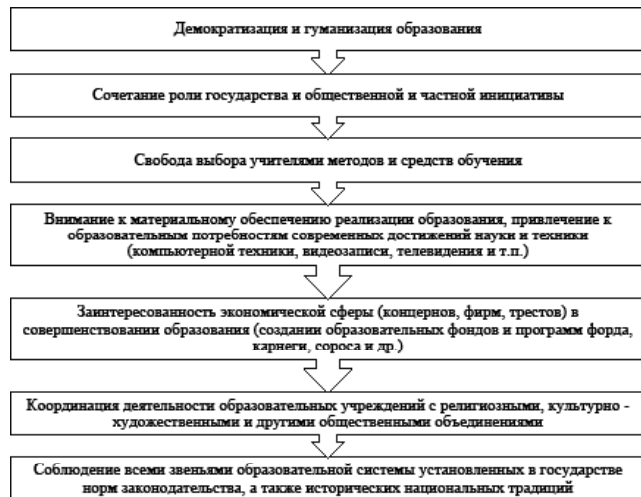 Демократизация и гуманизация образования
Сочетание роли государства и общественной и частной инициативы
Свобода выбора учителями методов и средств обучения
Внимание к материальному обеспечению реализации образования, привлечение к
образовательным потребностям современных достижений науки и техники
(компьютерной техники, видеозаписи, телевидения и т.п.)
Заинтересованность экономической сферы (концернов, фирм, трестов) в
совершенствовании образования (создании образовательных фондов и программ форда,
карнеги, сороса и др.)
Координация деятельности образовательных учреждений с религиозными, культурно -
художественными и другими общественными объединениями
Соблюдение всеми звеньями образовательной системы установленных в государстве
норм законодательства, а также исторических национальных традиций